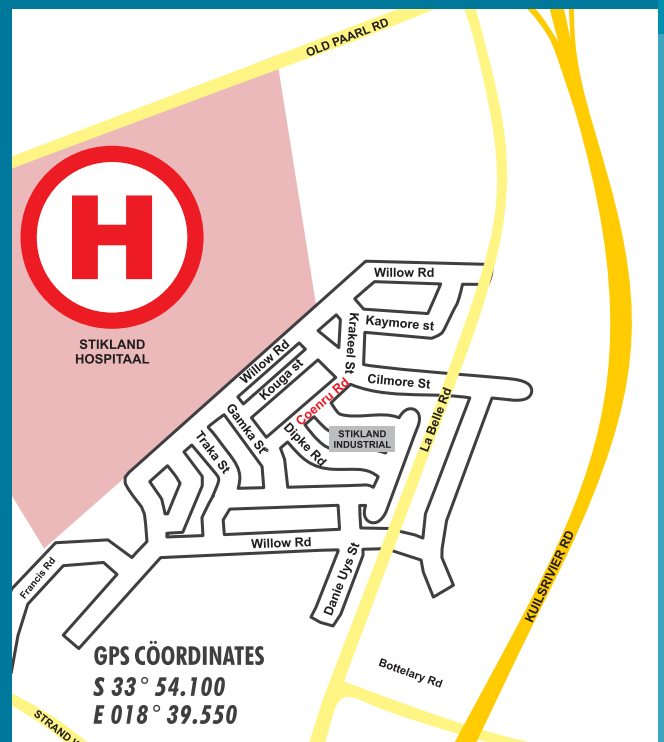 OLD PAARL RD
H
STIKLAND
HOSPITAAL
Willow Rd
Kaymore st
Krakeel St
Willow Rd
Kouga st
Cilmore St
Coenru Rd
Gamka St
Dipke Rd
La Belle Rd
STIKLAND
INDUSTRIAL
Traka St
Willow Rd
Francis Rd
Danie Uys St
KUILSRIVIER RD
GPS CÖORDINATES
S 33° 54.100
E 018° 39.550
Bottelary Rd
STRAND